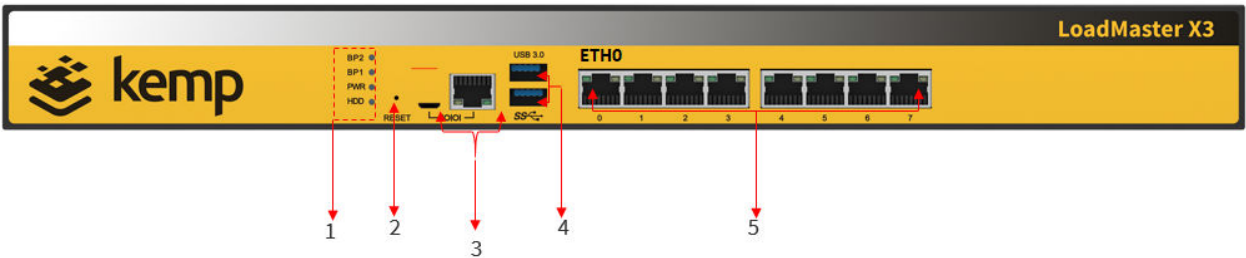 LoadMaster X3
kemp
BP2
BP1
PWR
HDD
RESET
IOIOI
USB 3.0
SS
ETH0
0 1 2 3 4 5 6 7
1 2 3 4 5